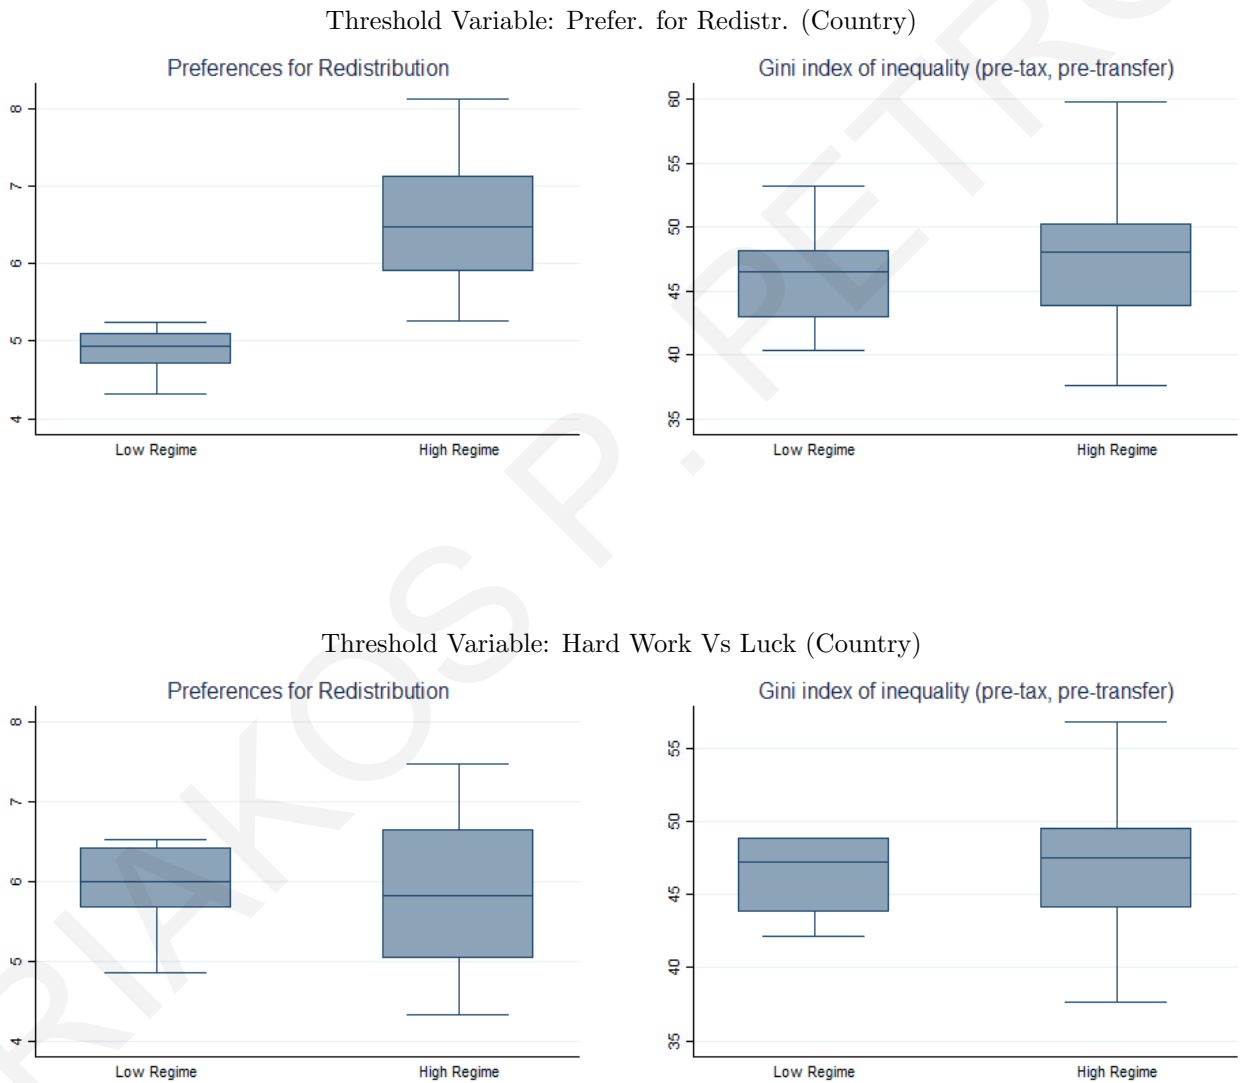 Threshold Variable: Prefer. for Redistr. (Country)
Preferences for Redistribution
8
7
6
5
4
Low Regime High Regime
Gini index of inequality (pre-tax, pre-transfer)
60
55
50
45
40
35
Low Regime High Regime
Threshold Variable: Hard Work Vs Luck (Country)
Preferences for Redistribution
8
7
6
5
4
Low Regime High Regime
Gini index of inequality (pre-tax, pre-transfer)
55
50
45
40
35
Low Regime High Regime
RIAKOS P. PETR